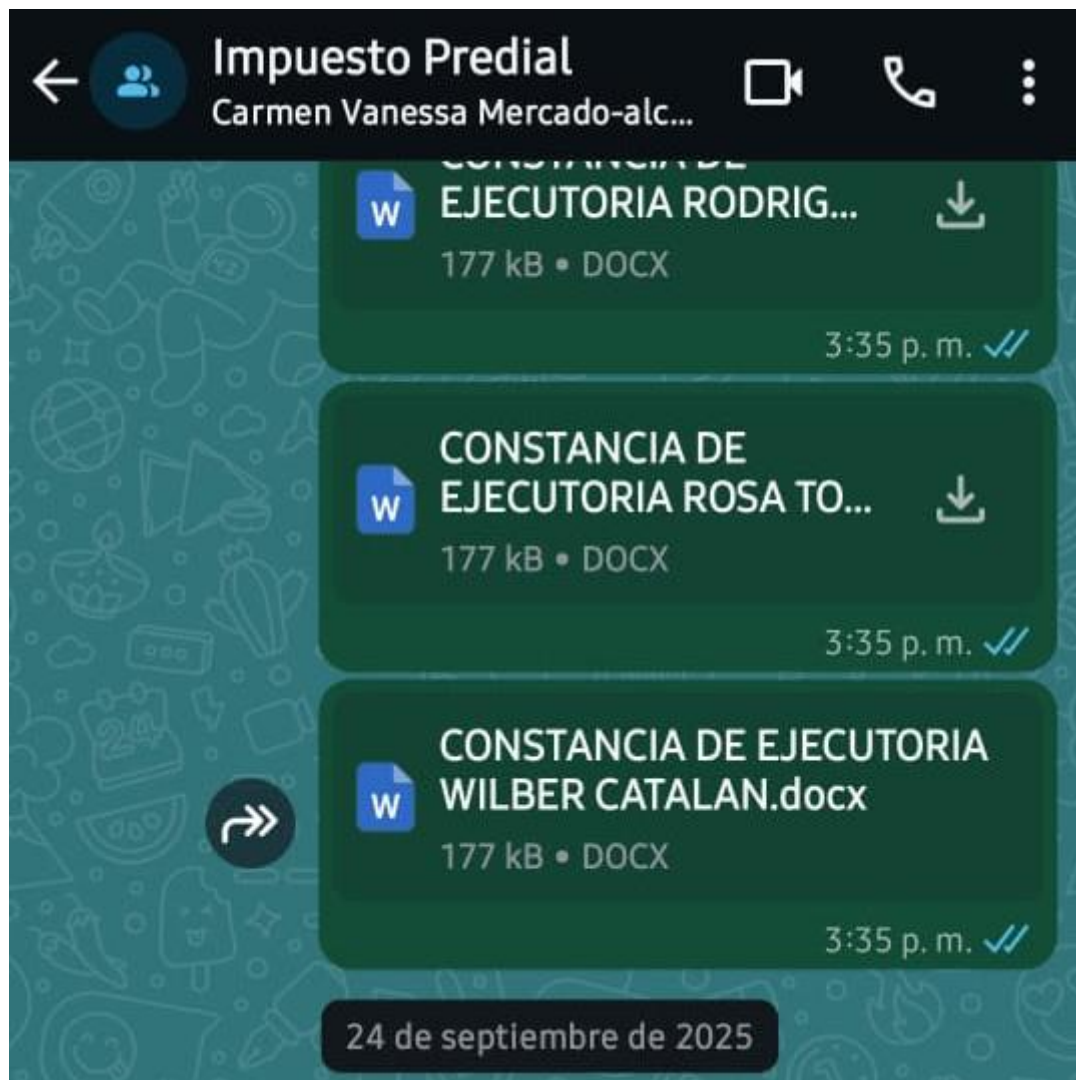 Impuesto Predial
Carmen Vanessa Mercado-alc...
CONSTANCIA DE
EJECUTORIA RODRIG...
177 kB • DOCX
3:35 p. m.
CONSTANCIA DE
EJECUTORIA ROSA TO...
177 kB • DOCX
3:35 p. m.
CONSTANCIA DE EJECUTORIA
WILBER CATALAN.docx
177 kB • DOCX
3:35 p. m.
24 de septiembre de 2025